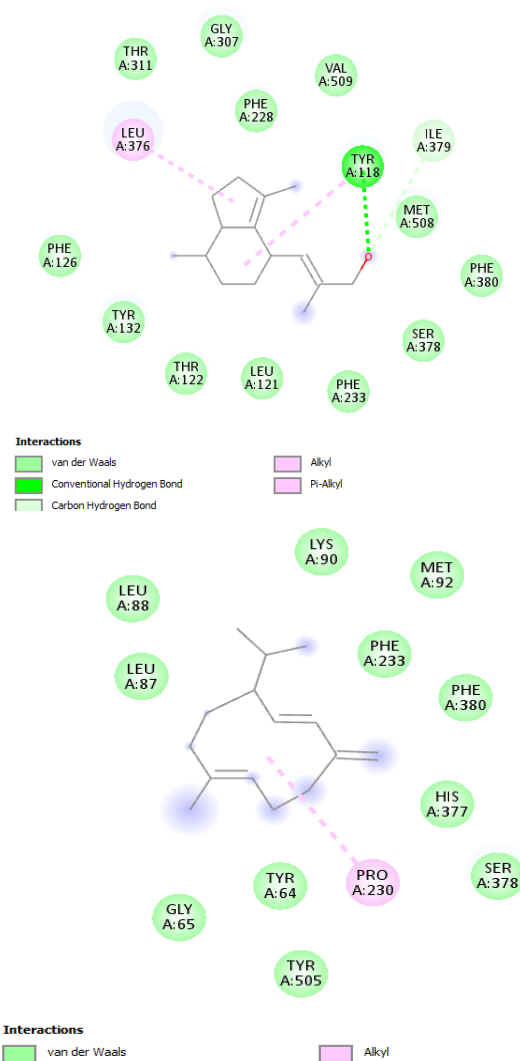 GLY
A:307
THR
A:311
VAL
A:509
PHE
A:228
LEU
A:376
ILE
A:379
TYR
A:118
MET
A:508
PHE
A:126
PHE
A:380
TYR
A:132
SER
A:378
THR
A:122
LEU
A:121
PHE
A:233
O
Interactions
van der Waals
Alkyl
Conventional Hydrogen Bond
Pi-Alkyl
Carbon Hydrogen Bond
LYS
A:90
MET
A:92
LEU
A:88
PHE
A:233
LEU
A:87
PHE
A:380
HIS
A:377
SER
A:378
TYR
A:64
PRO
A:230
GLY
A:65
TYR
A:505
Interactions
van der Waals
Alkyl